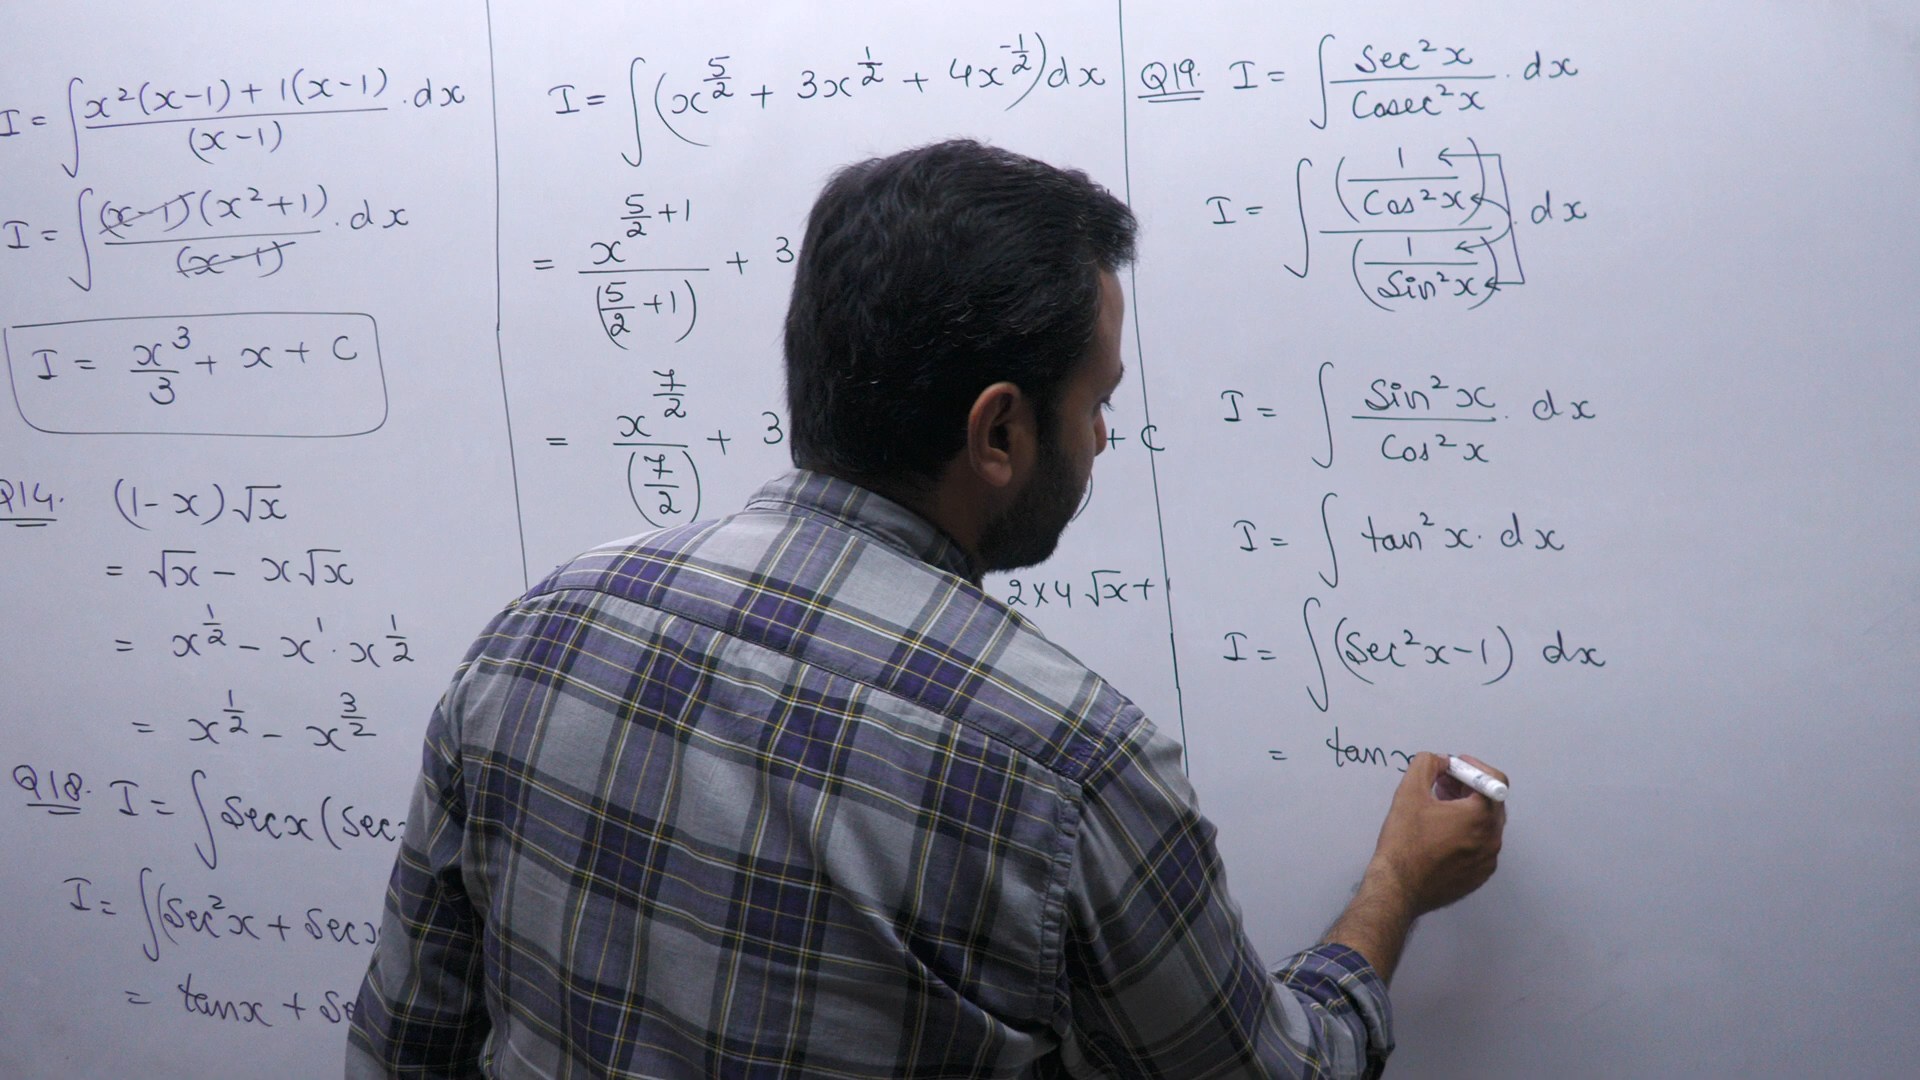 I = ∫ x²(x-1) + 1(x-1) / (x-1) . dx
I = ∫ (x-1)(x²+1) / (x-1) . dx
I = x³/3 + x + C
Q14. (1-x)√x
= √x - x√x
= x^(1/2) - x^1 · x^(1/2)
= x^(1/2) - x^(3/2)
Q18. I = ∫ Secx(Sec
I = ∫(Sec²x + Sec
= tanx + Se
I = ∫(x^(5/2) + 3x^(1/2) + 4x^(-1/2))dx
= x^(5/2+1) / (5/2+1) + 3
= x^(7/2) / (7/2) + 3 + C
2×4√x+
Q19. I = ∫ Sec²x / Cosec²x . dx
I = ∫ (1/Cos²x) / (1/Sin²x) . dx
I = ∫ Sin²x / Cos²x . dx
I = ∫ tan²x · dx
I = ∫(Sec²x-1) dx
= tanx